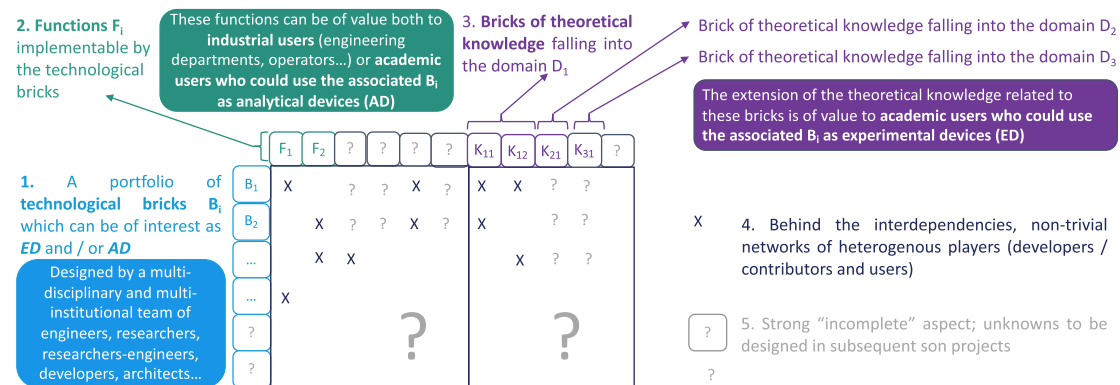 2. Functions Fi
implementable by
the technological
bricks
These functions can be of value both to
industrial users (engineering
departments, operators...) or academic
users who could use the associated Bi
as analytical devices (AD)
3. Bricks of theoretical
knowledge falling into
the domain D1
Brick of theoretical knowledge falling into the domain D2
Brick of theoretical knowledge falling into the domain D3
The extension of the theoretical knowledge related to
these bricks is of value to academic users who could use
the associated Bi as experimental devices (ED)
F1 F2 ? ? ? ? K11 K12 K21 K31 ?
1. A portfolio of
technological bricks Bi
which can be of interest as
ED and / or AD
Designed by a multi-
disciplinary and multi-
institutional team of
engineers, researchers,
researchers-engineers,
developers, architects...
B1 X ? ? X ? X X ? ?
B2 X ? ? X ? X ? ?
... X X X ? ?
... X
?
?
? ?
X
4. Behind the interdependencies, non-trivial
networks of heterogenous players (developers /
contributors and users)
?
5. Strong “incomplete” aspect; unknowns to be
designed in subsequent son projects
?